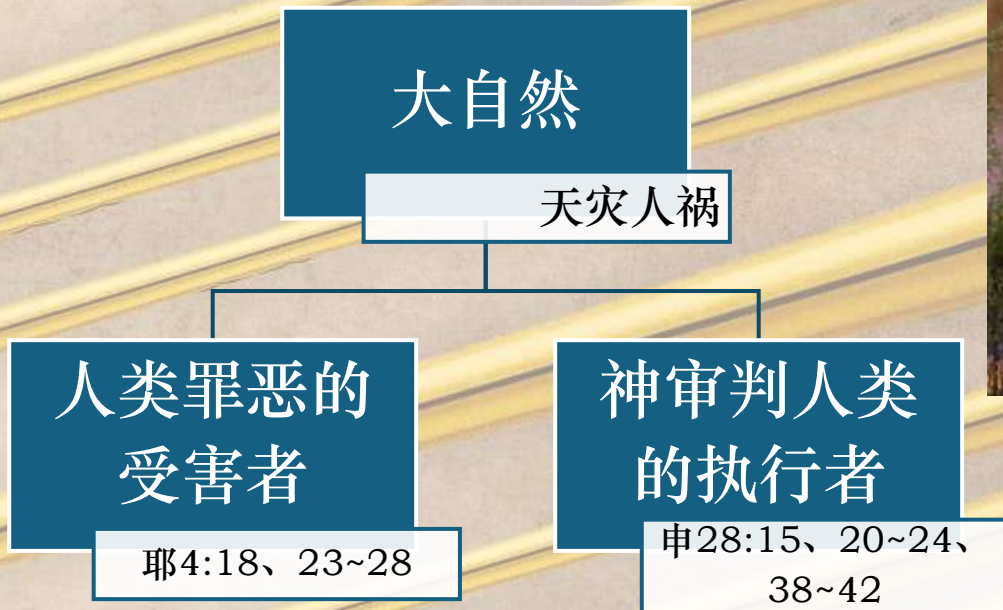 大自然
天灾人祸
人类罪恶的
受害者
耶4:18、23~28
神审判人类
的执行者
申28:15、20~24、
38~42